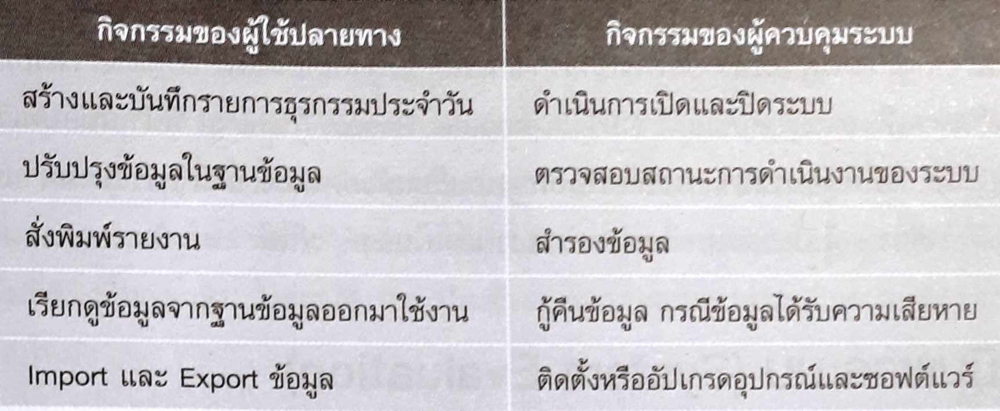 กิจกรรมของผู้ใช้ปลายทาง กิจกรรมของผู้ควบคุมระบบ
สร้างและบันทึกรายการธุรกรรมประจำวัน ดำเนินการเปิดและปิดระบบ
ปรับปรุงข้อมูลในฐานข้อมูล ตรวจสอบสถานะการดำเนินงานของระบบ
สั่งพิมพ์รายงาน สำรองข้อมูล
เรียกดูข้อมูลจากฐานข้อมูลออกมาใช้งาน กู้คืนข้อมูล กรณีข้อมูลได้รับความเสียหาย
Import และ Export ข้อมูล ติดตั้งหรืออัปเกรดอุปกรณ์และซอฟต์แวร์